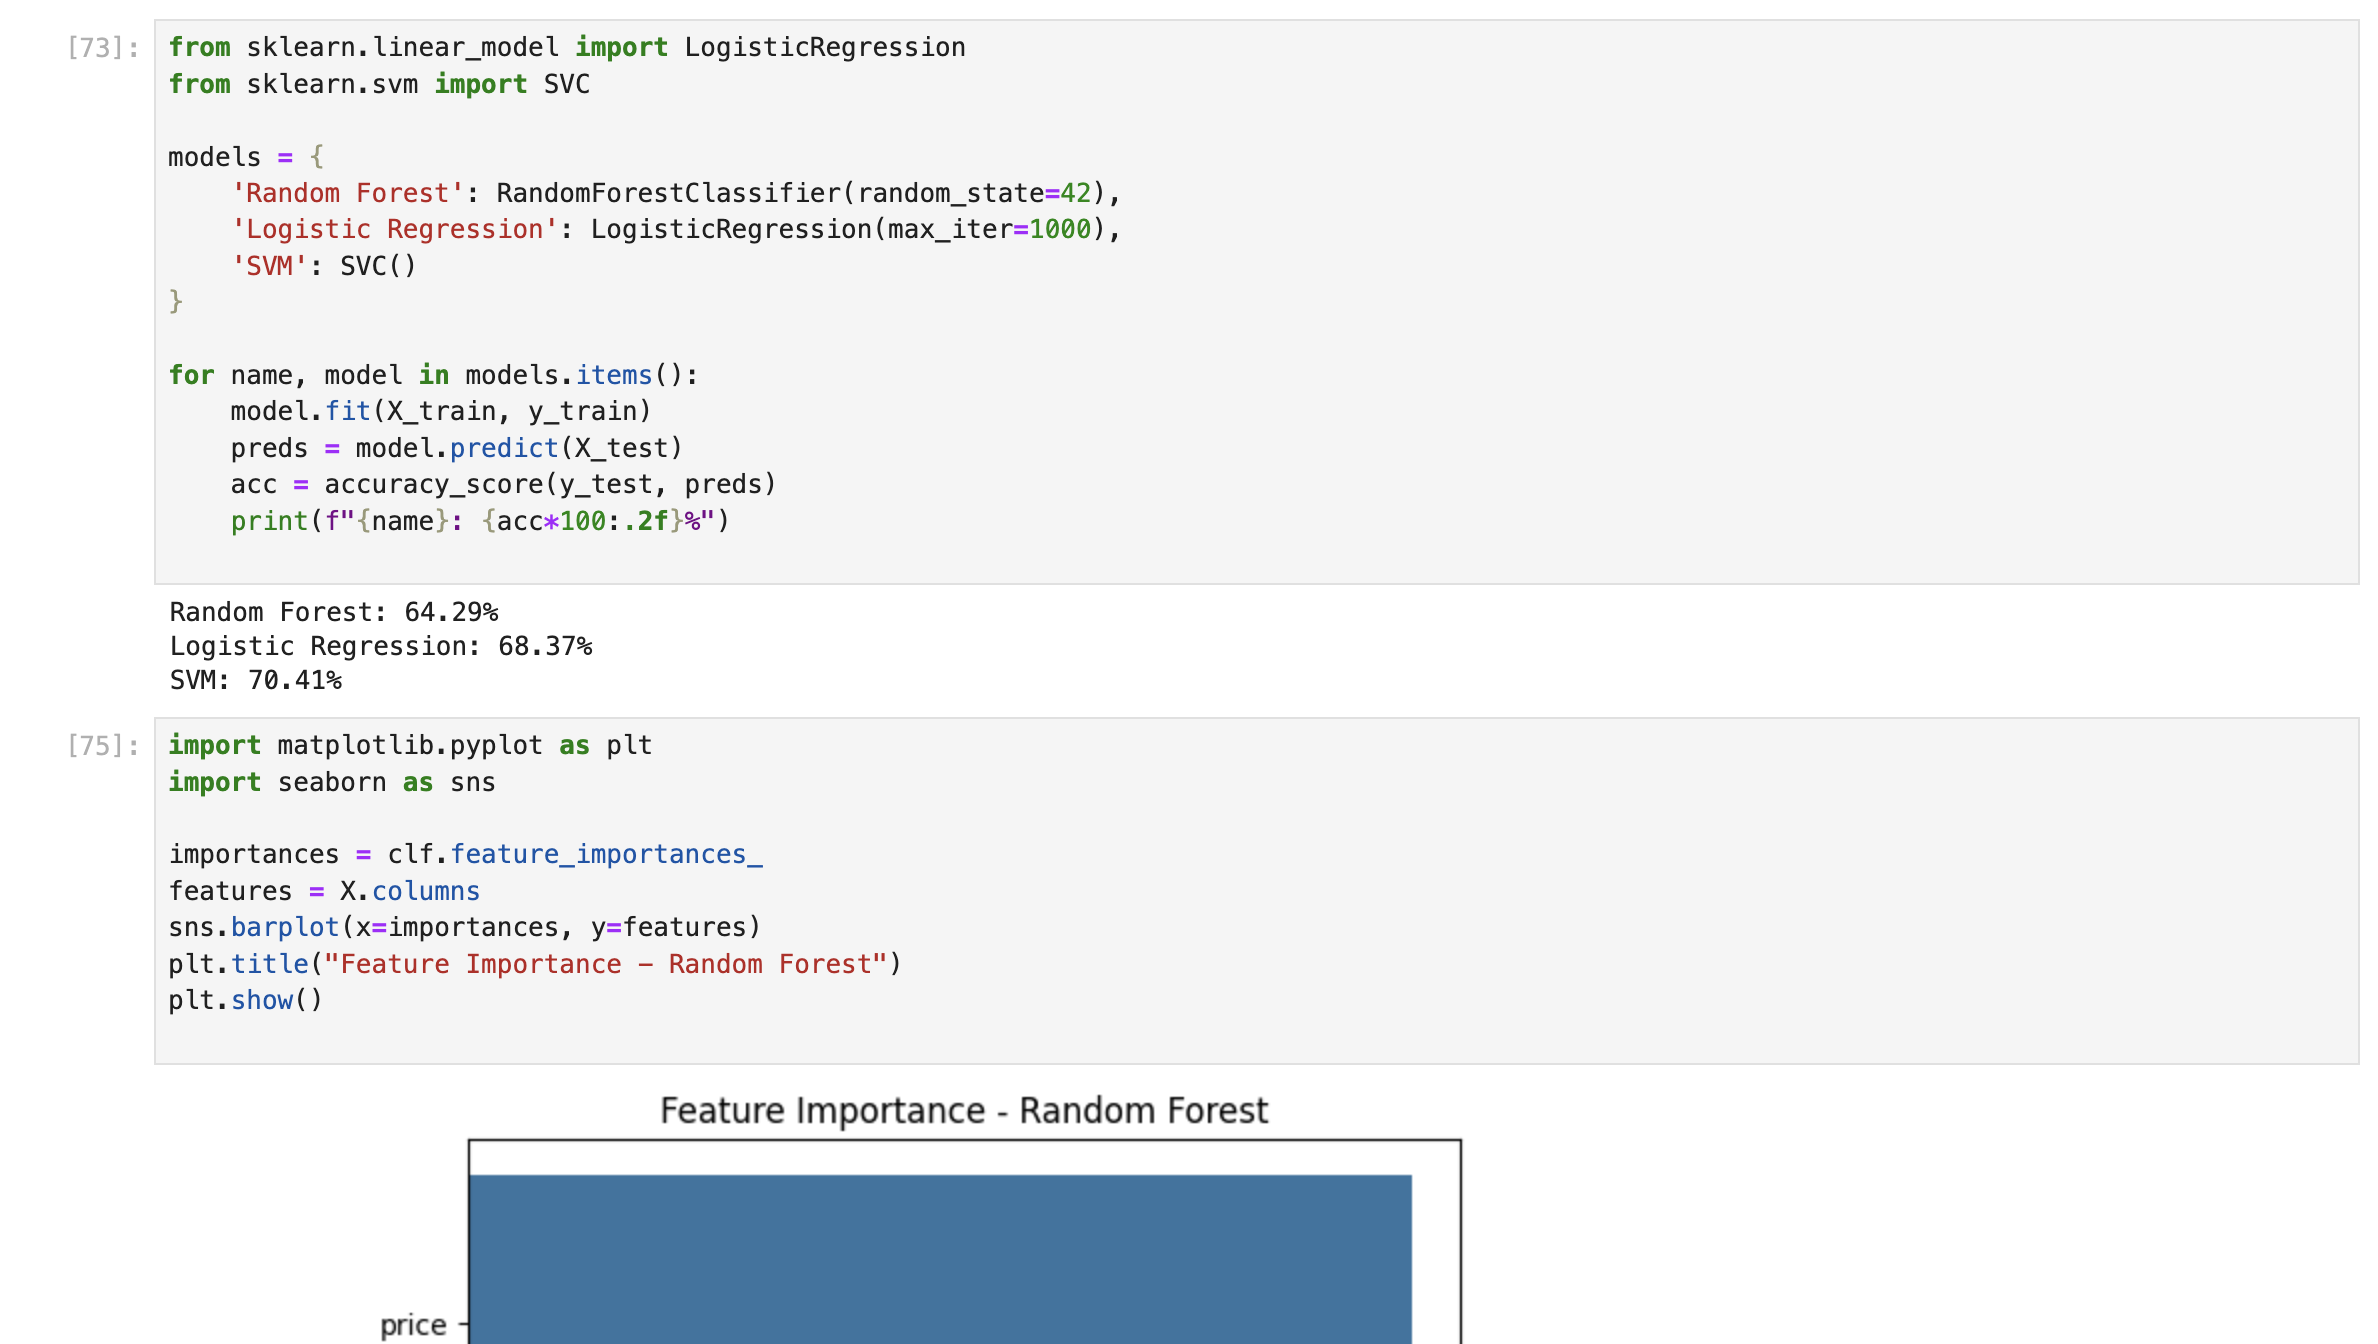 [73]:
from sklearn.linear_model import LogisticRegression
from sklearn.svm import SVC
models = {
    'Random Forest': RandomForestClassifier(random_state=42),
    'Logistic Regression': LogisticRegression(max_iter=1000),
    'SVM': SVC()
}
for name, model in models.items():
    model.fit(X_train, y_train)
    preds = model.predict(X_test)
    acc = accuracy_score(y_test, preds)
    print(f"{name}: {acc*100:.2f}%")
Random Forest: 64.29%
Logistic Regression: 68.37%
SVM: 70.41%
[75]:
import matplotlib.pyplot as plt
import seaborn as sns
importances = clf.feature_importances_
features = X.columns
sns.barplot(x=importances, y=features)
plt.title("Feature Importance - Random Forest")
plt.show()
Feature Importance - Random Forest
price